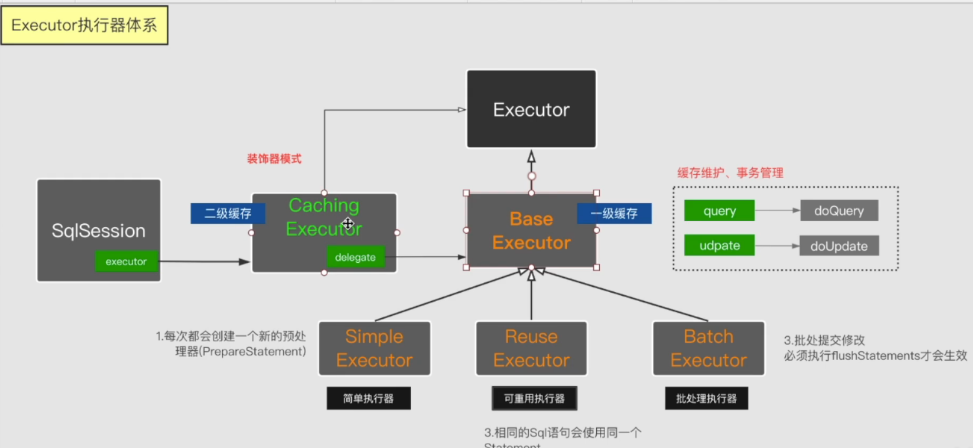 Executor执行器体系
Executor
装饰器模式
缓存维护、事务管理
SqlSession
executor
二级缓存
Caching
Executor
delegate
Base
Executor
一级缓存
query
doQuery
udpate
doUpdate
1.每次都会创建一个新的预处
理器(PrepareStatement)
Simple
Executor
简单执行器
Reuse
Executor
可重用执行器
Batch
Executor
批处理执行器
3.批处提交修改
必须执行flushStatements才会生效
3.相同的Sql语句会使用同一个
Statement